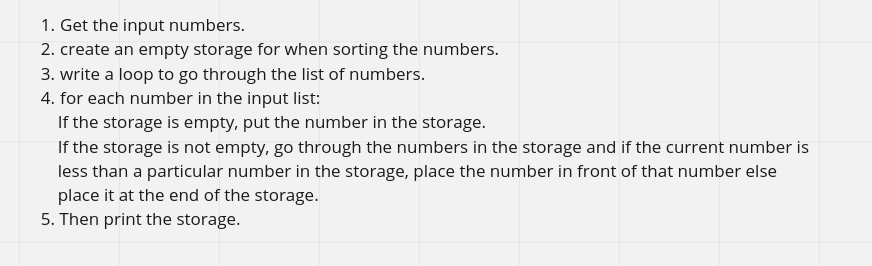 1. Get the input numbers.
2. create an empty storage for when sorting the numbers.
3. write a loop to go through the list of numbers.
4. for each number in the input list:
If the storage is empty, put the number in the storage.
If the storage is not empty, go through the numbers in the storage and if the current number is
less than a particular number in the storage, place the number in front of that number else
place it at the end of the storage.
5. Then print the storage.